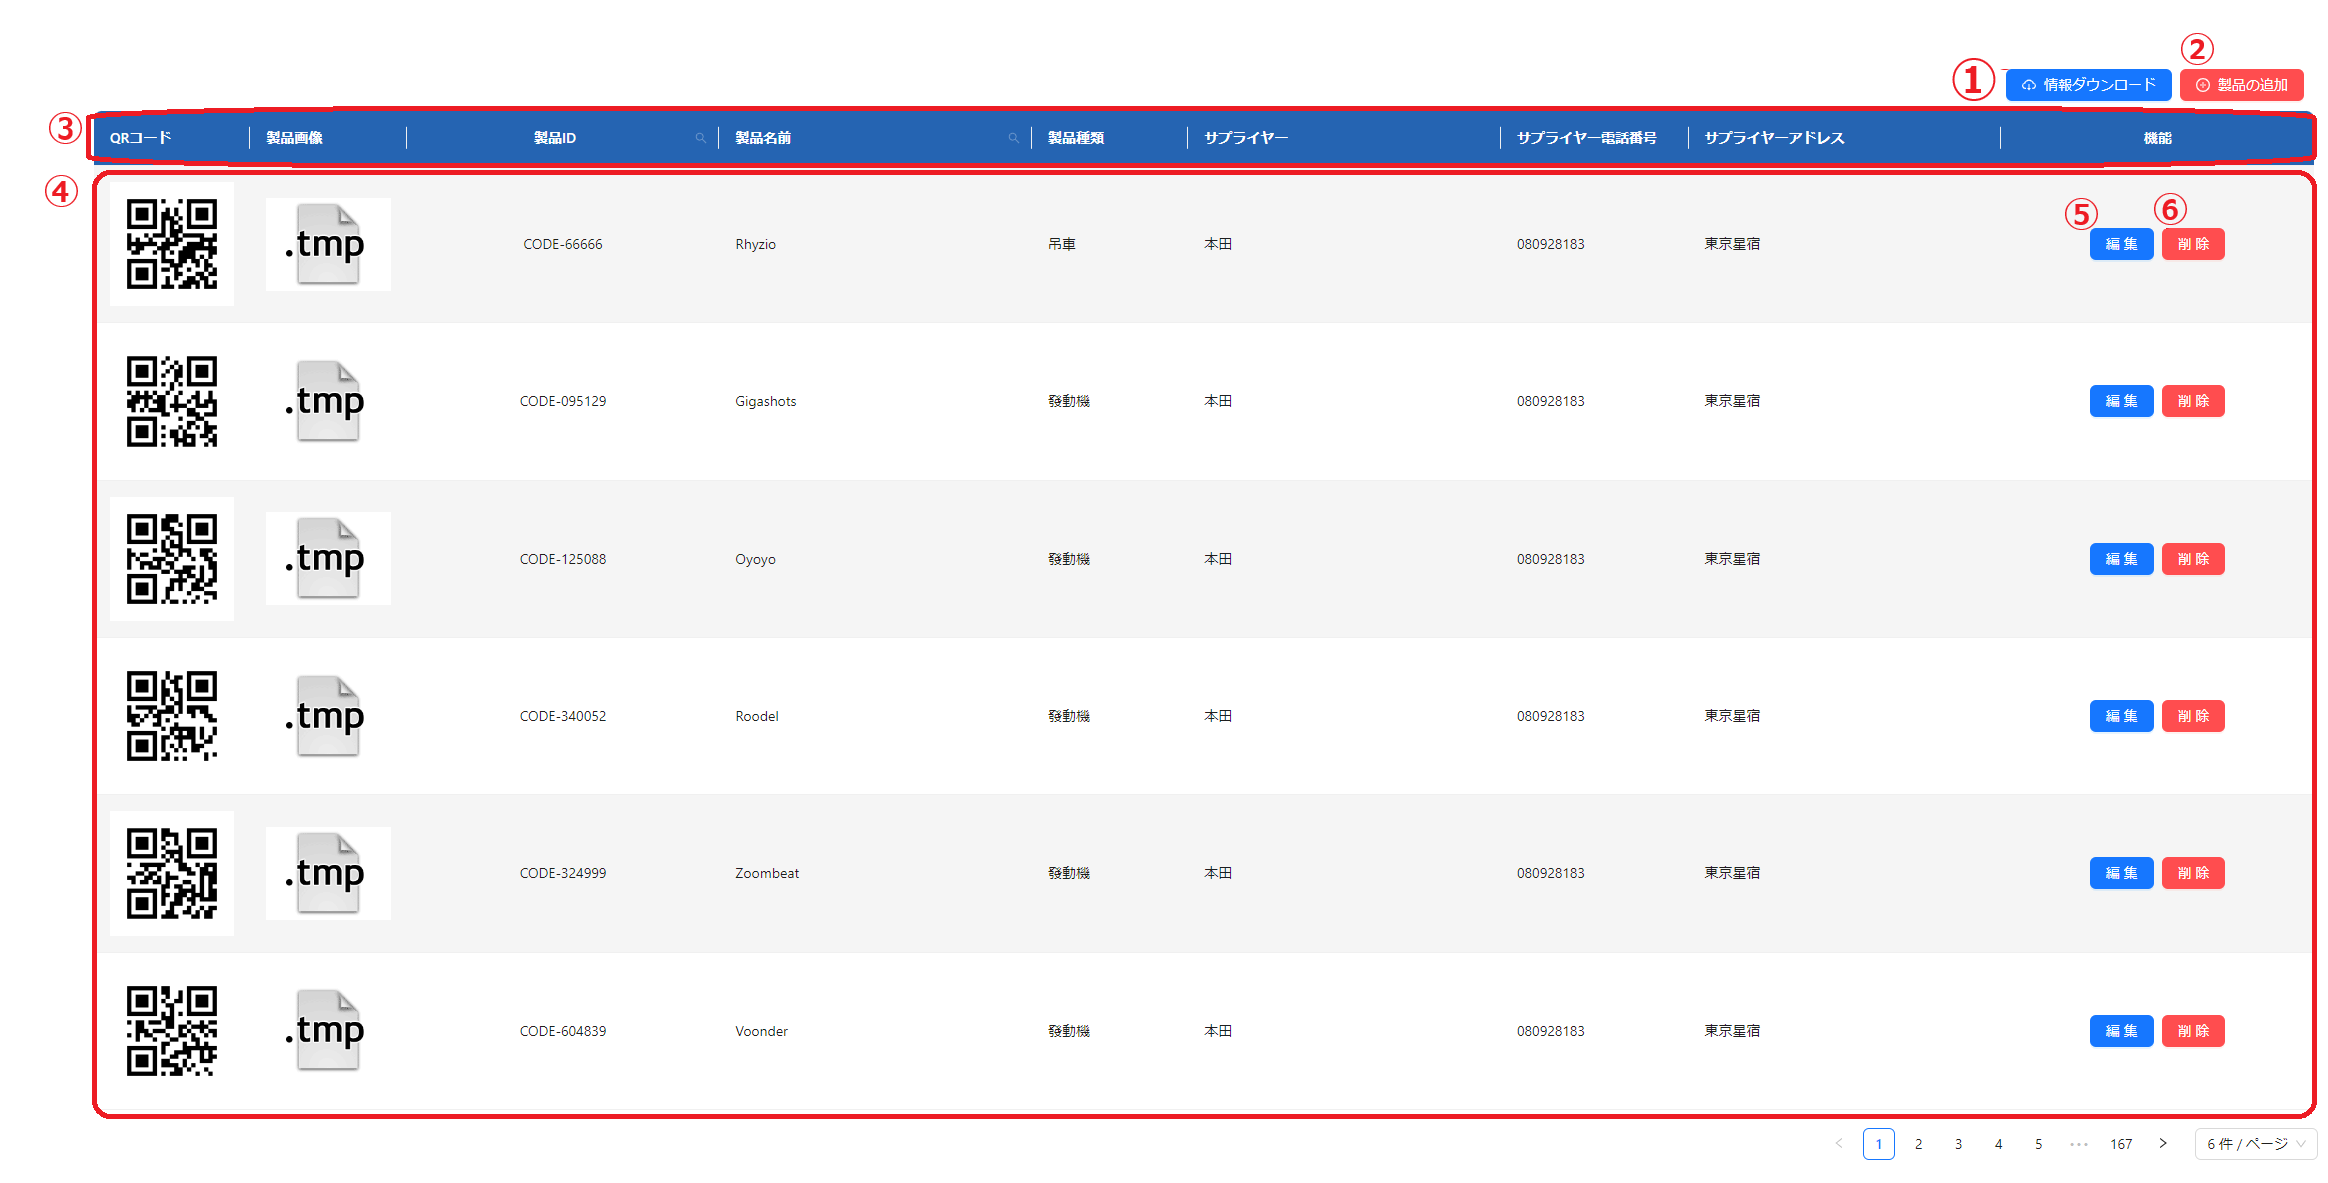 ① 情報ダウンロード ② 製品の追加
③ QRコード 製品画像 製品ID 製品名前 製品種類 サプライヤー サプライヤー電話番号 サプライヤーアドレス 機能
④ ⑤ ⑥
.tmp CODE-66666 Rhyzio 吊車 本田 080928183 東京星宿 編集 削除
.tmp CODE-095129 Gigashots 發動機 本田 080928183 東京星宿 編集 削除
.tmp CODE-125088 Oyoyo 發動機 本田 080928183 東京星宿 編集 削除
.tmp CODE-340052 Roodel 發動機 本田 080928183 東京星宿 編集 削除
.tmp CODE-324999 Zoombeat 發動機 本田 080928183 東京星宿 編集 削除
.tmp CODE-604839 Voonder 發動機 本田 080928183 東京星宿 編集 削除
< 1 2 3 4 5 ••• 167 > 6 件 / ページ